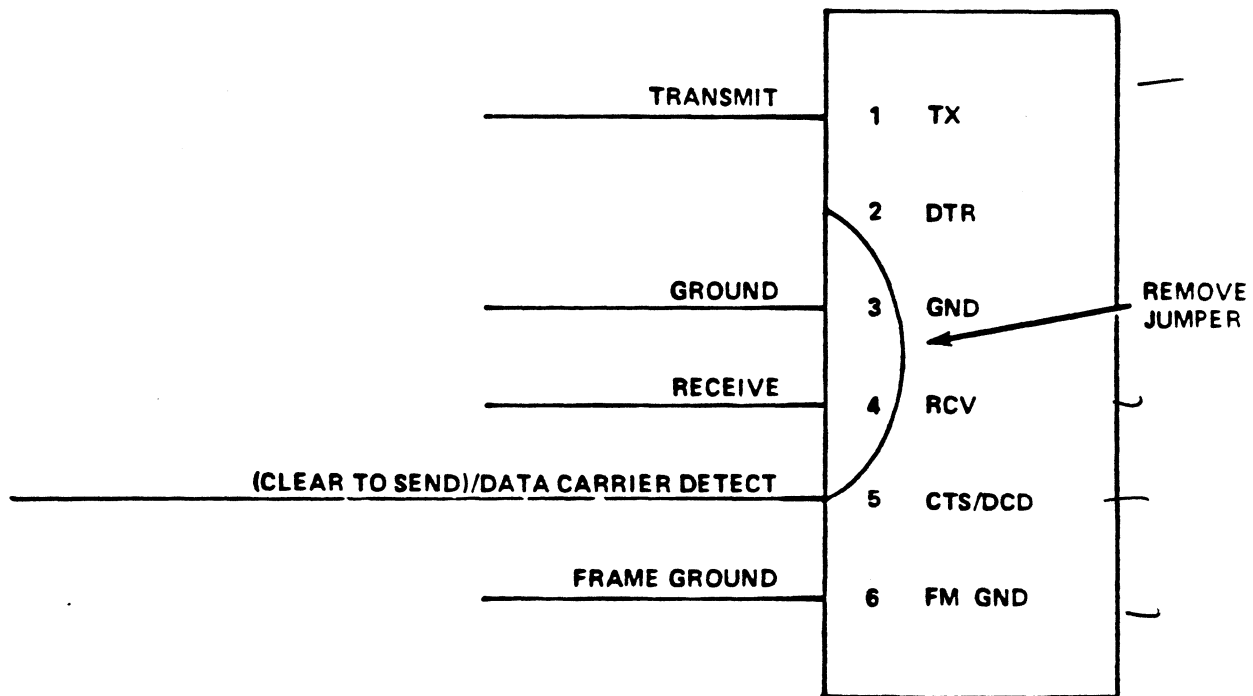 TRANSMIT 1 TX
2 DTR
GROUND 3 GND
REMOVE
JUMPER
RECEIVE 4 RCV
(CLEAR TO SEND)/DATA CARRIER DETECT 5 CTS/DCD
FRAME GROUND 6 FM GND